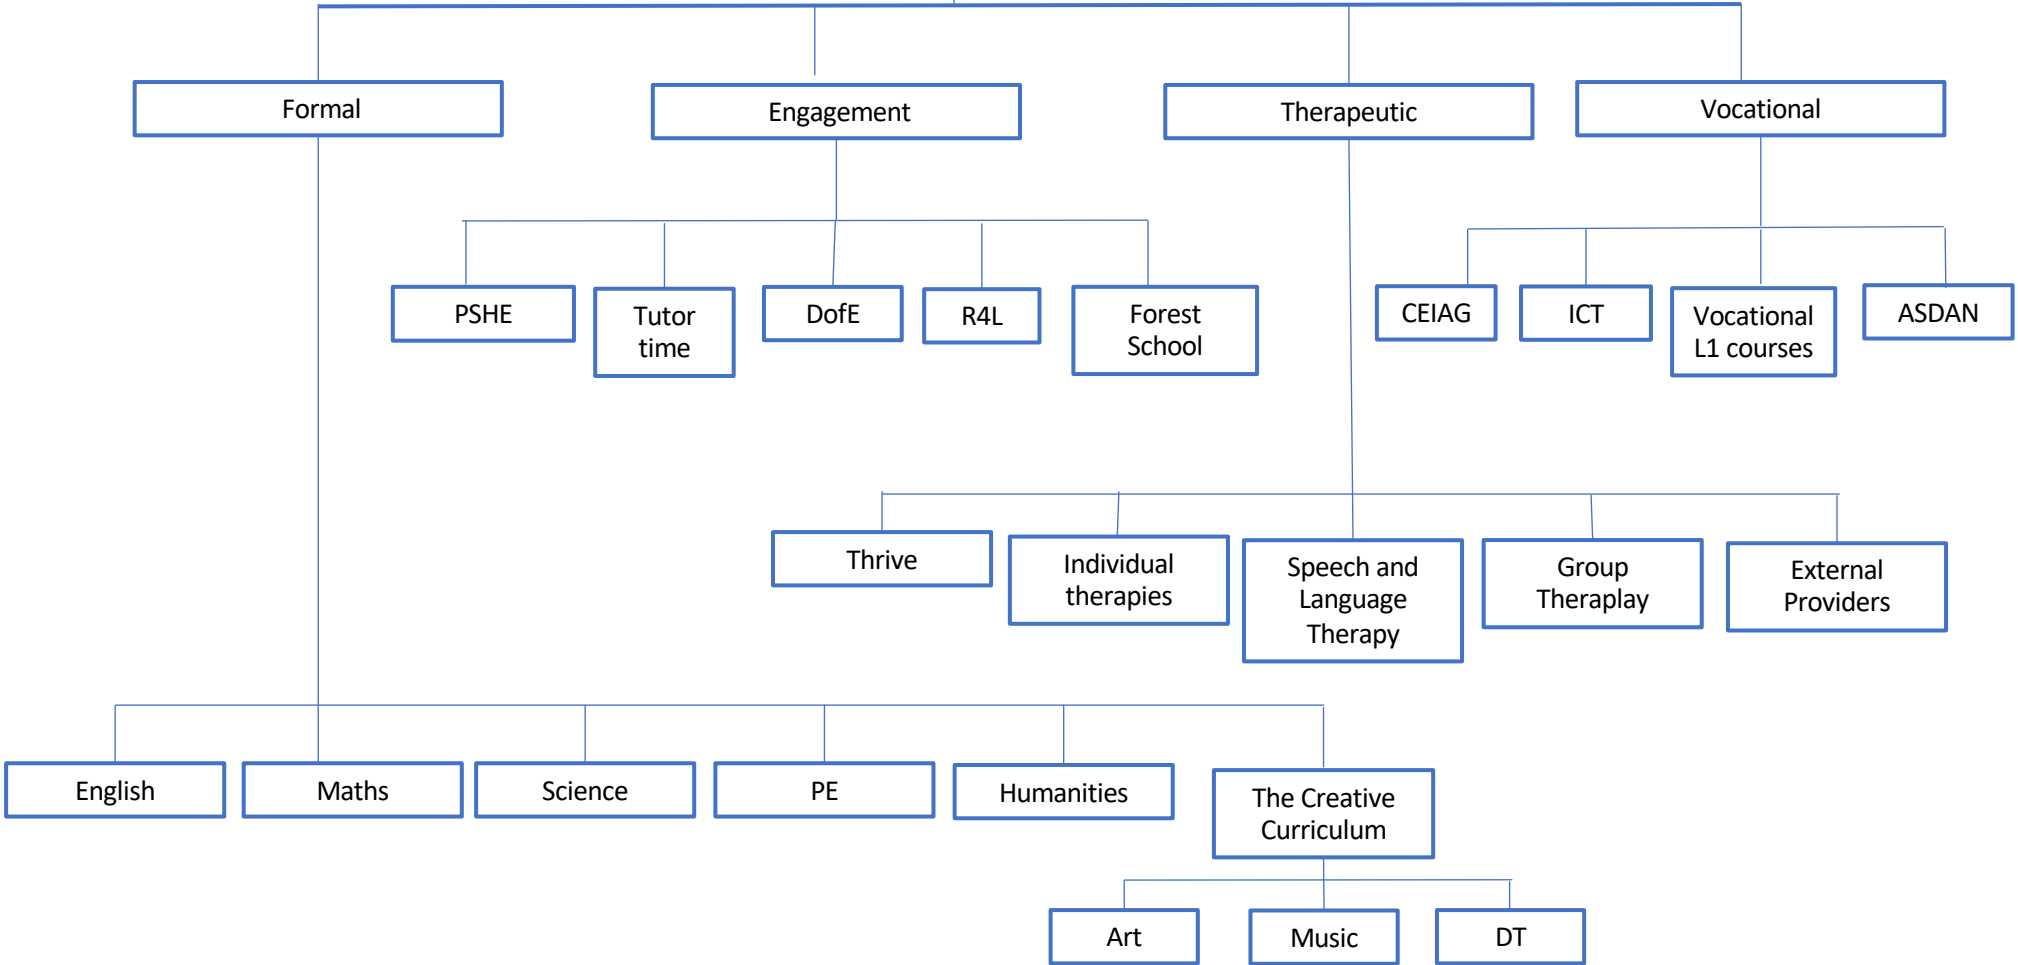 Formal
Engagement
Therapeutic
Vocational
PSHE
Tutor
time
DofE
R4L
Forest
School
CEIAG
ICT
Vocational
L1 courses
ASDAN
Thrive
Individual
therapies
Speech and
Language
Therapy
Group
Theraplay
External
Providers
English
Maths
Science
PE
Humanities
The Creative
Curriculum
Art
Music
DT